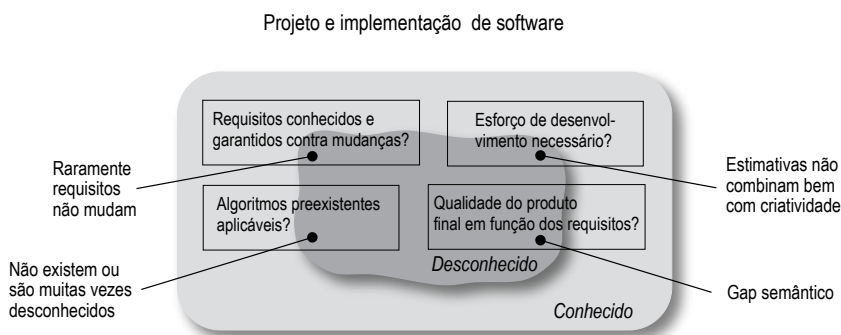 Projeto e implementação de software
Requisitos conhecidos e
garantidos contra mudanças?
Esforço de desenvol-
vimento necessário?
Raramente
requisitos
não mudam
Estimativas não
combinam bem
com criatividade
Algoritmos preexistentes
aplicáveis?
Qualidade do produto
final em função dos requisitos?
Não existem ou
são muitas vezes
desconhecidos
Desconhecido
Gap semântico
Conhecido